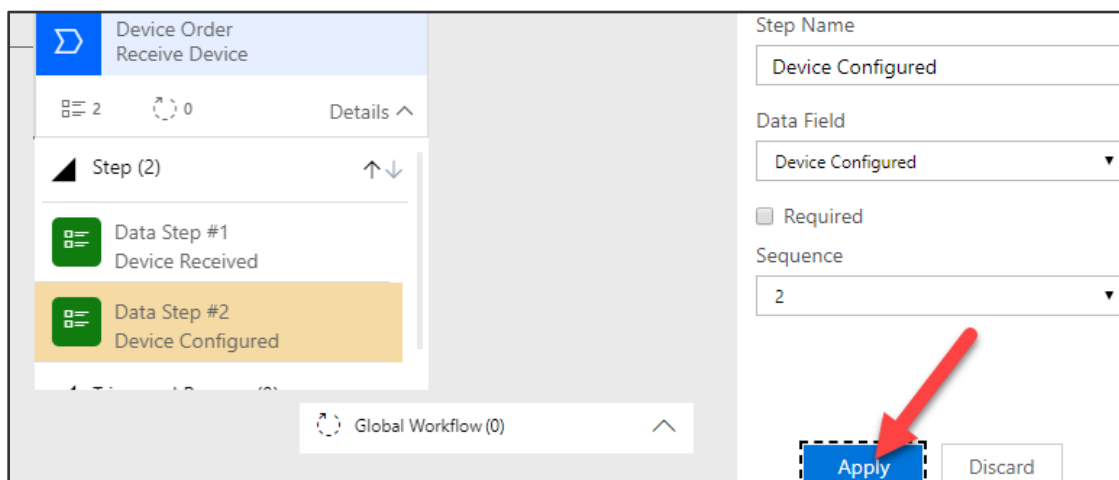 Device Order
Receive Device
2
0
Details
Step (2)
Data Step #1
Device Received
Data Step #2
Device Configured
Global Workflow (0)
Step Name
Device Configured
Data Field
Device Configured
Required
Sequence
2
Apply
Discard